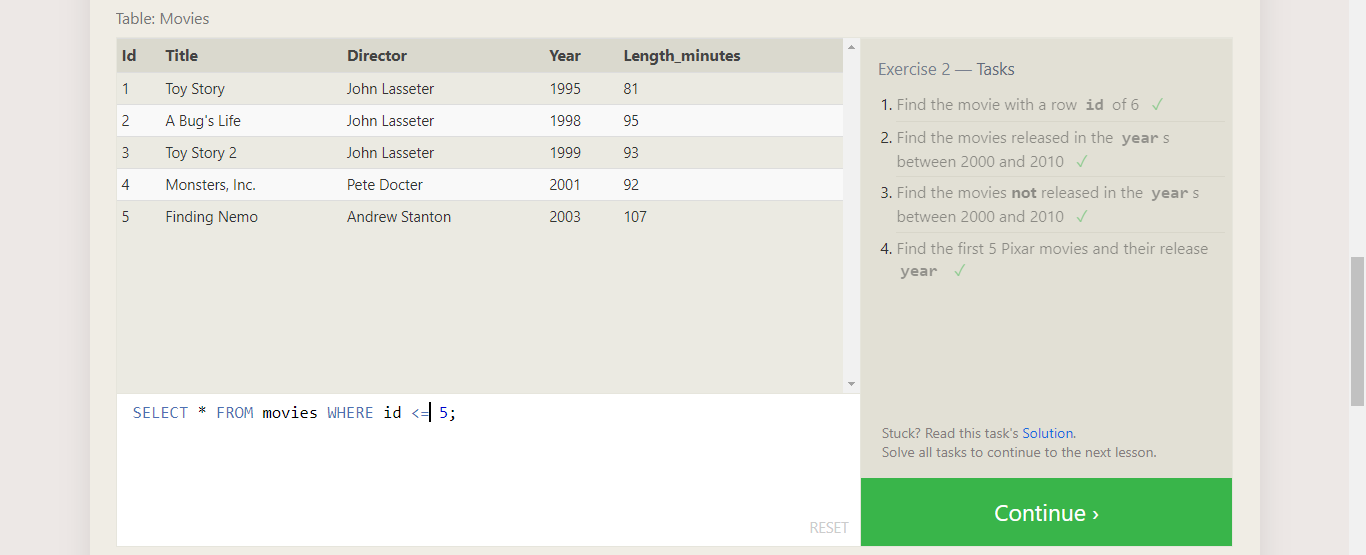 Table: Movies
Id Title Director Year Length_minutes
1 Toy Story John Lasseter 1995 81
2 A Bug's Life John Lasseter 1998 95
3 Toy Story 2 John Lasseter 1999 93
4 Monsters, Inc. Pete Docter 2001 92
5 Finding Nemo Andrew Stanton 2003 107
SELECT * FROM movies WHERE id <= 5;
RESET
Exercise 2 — Tasks
1. Find the movie with a row id of 6 ✓
2. Find the movies released in the year s
between 2000 and 2010 ✓
3. Find the movies not released in the year s
between 2000 and 2010 ✓
4. Find the first 5 Pixar movies and their release
year ✓
Stuck? Read this task's Solution.
Solve all tasks to continue to the next lesson.
Continue ›